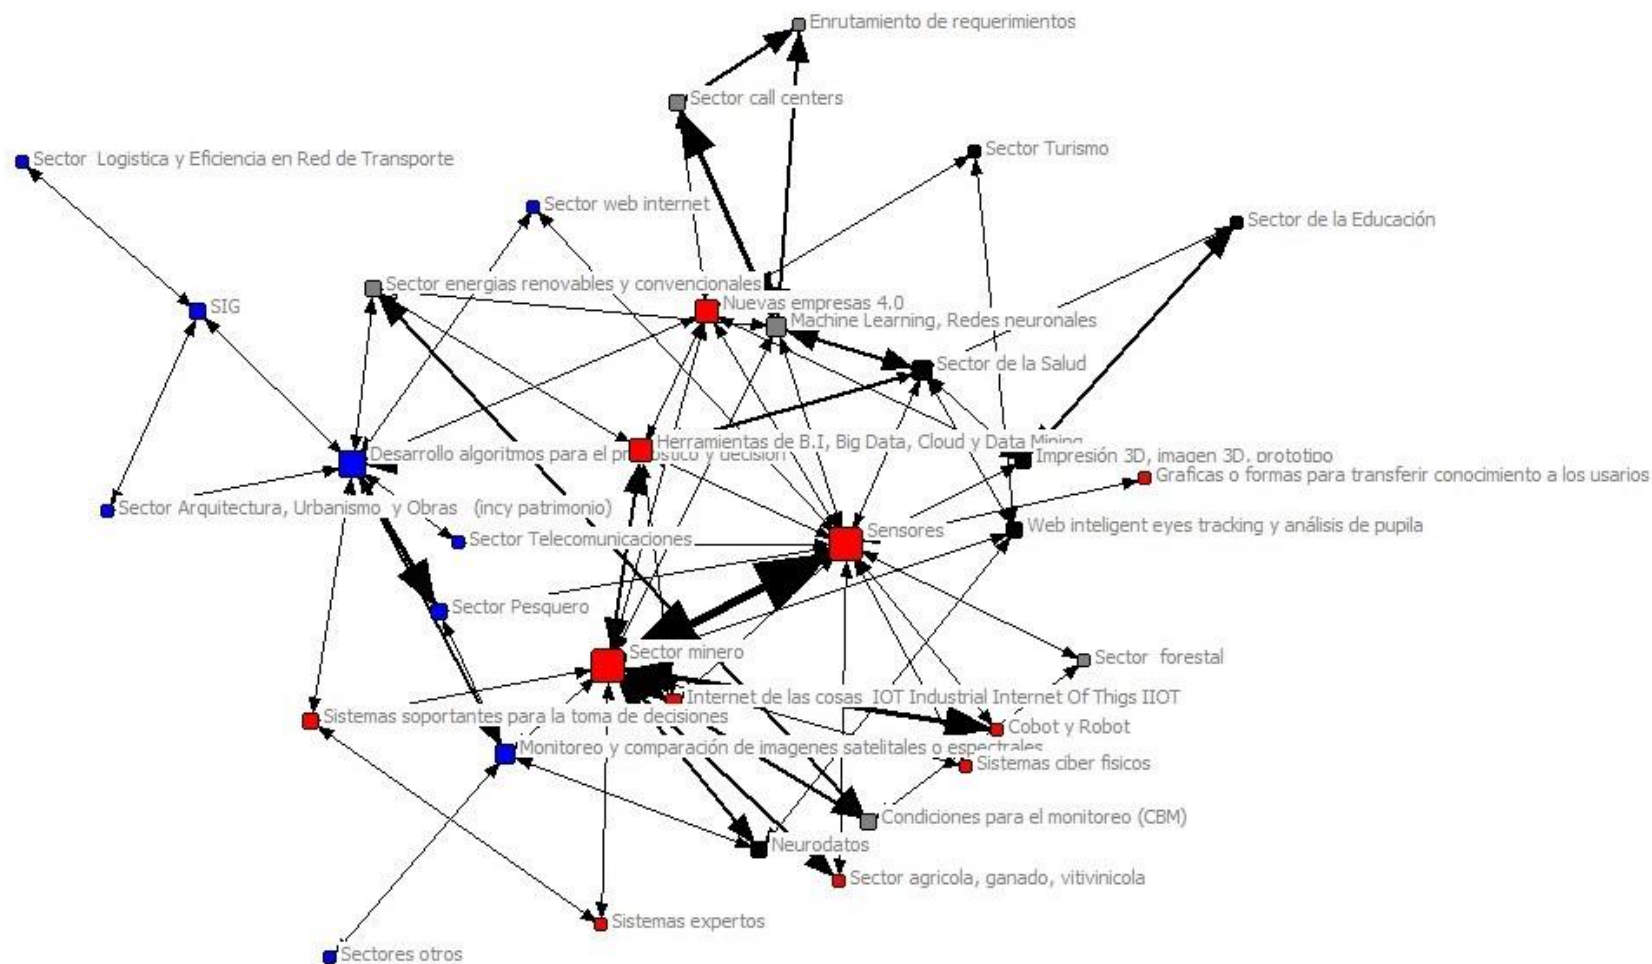 Enrutamiento de requerimientos
Sector call centers
Sector Turismo
Sector Logistica y Eficiencia en Red de Transporte
Sector web internet
Sector de la Educación
Sector energias renovables y convencionales
Nuevas empresas 4.0
SIG
Machine Learning, Redes neuronales
Sector de la Salud
Herramientas de B.I, Big Data, Cloud y Data Mining
Desarrollo algoritmos para el pronostico y decision
Impresión 3D, imagen 3D. prototipo
Graficas o formas para transferir conocimiento a los usarios
Sector Arquitectura, Urbanismo y Obras (incy patrimonio)
Web inteligent eyes tracking y análisis de pupila
Sensores
Sector Telecomunicaciones
Sector Pesquero
Sector minero
Sector forestal
Internet de las cosas IOT Industrial Internet Of Thigs IIOT
Sistemas soportantes para la toma de decisiones
Cobot y Robot
Monitoreo y comparación de imagenes satelitales o espectrales
Sistemas ciber fisicos
Condiciones para el monitoreo (CBM)
Neurodatos
Sector agricola, ganado, vitivinicola
Sistemas expertos
Sectores otros